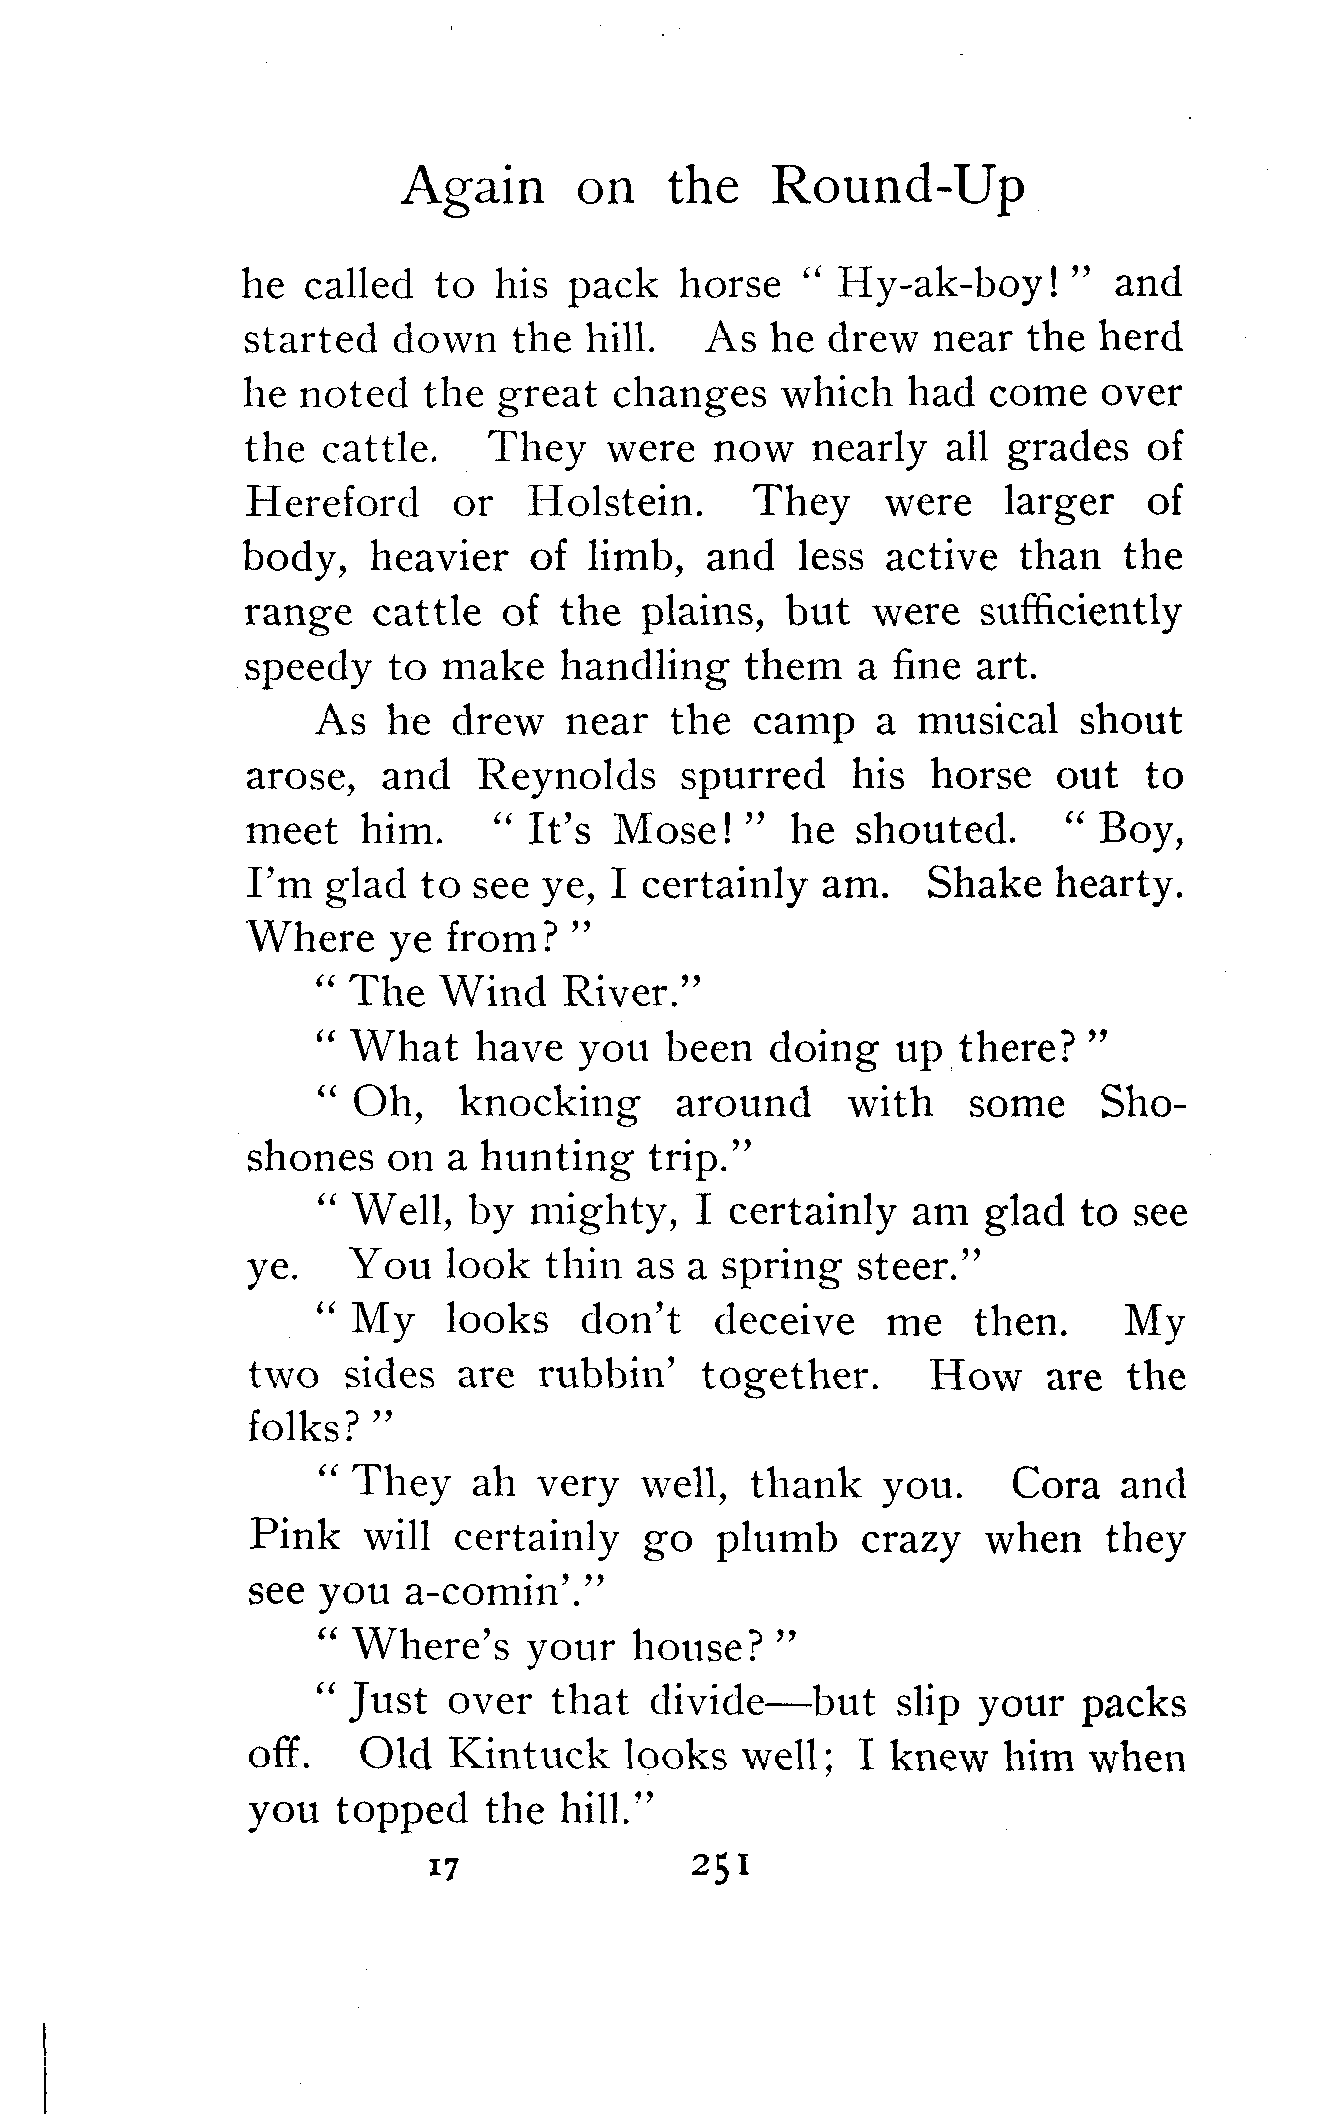 Again on the Round-Up
he called to his pack horse " Hy-ak-boy! " and
started down the hill. As he drew near the herd
he noted the great changes which had come over
the cattle. They were now nearly all grades of
Hereford or Holstein. They were larger of
body, heavier of limb, and less active than the
range cattle of the plains, but were sufficiently
speedy to make handling them a fine art.
As he drew near the camp a musical shout
arose, and Reynolds spurred his horse out to
meet him. " It's Mose! " he shouted. " Boy,
I'm glad to see ye, I certainly am. Shake hearty.
Where ye from? "
" The Wind River."
" What have you been doing up there? "
" Oh, knocking around with some Sho-
shones on a hunting trip."
" Well, by mighty, I certainly am glad to see
ye. You look thin as a spring steer."
" My looks don't deceive me then. My
two sides are rubbin' together. How are the
folks? "
" They ah very well, thank you. Cora and
Pink will certainly go plumb crazy when they
see you a-comin'."
" Where's your house? "
" Just over that divide—but slip your packs
off. Old Kintuck looks well; I knew him when
you topped the hill."
17 251